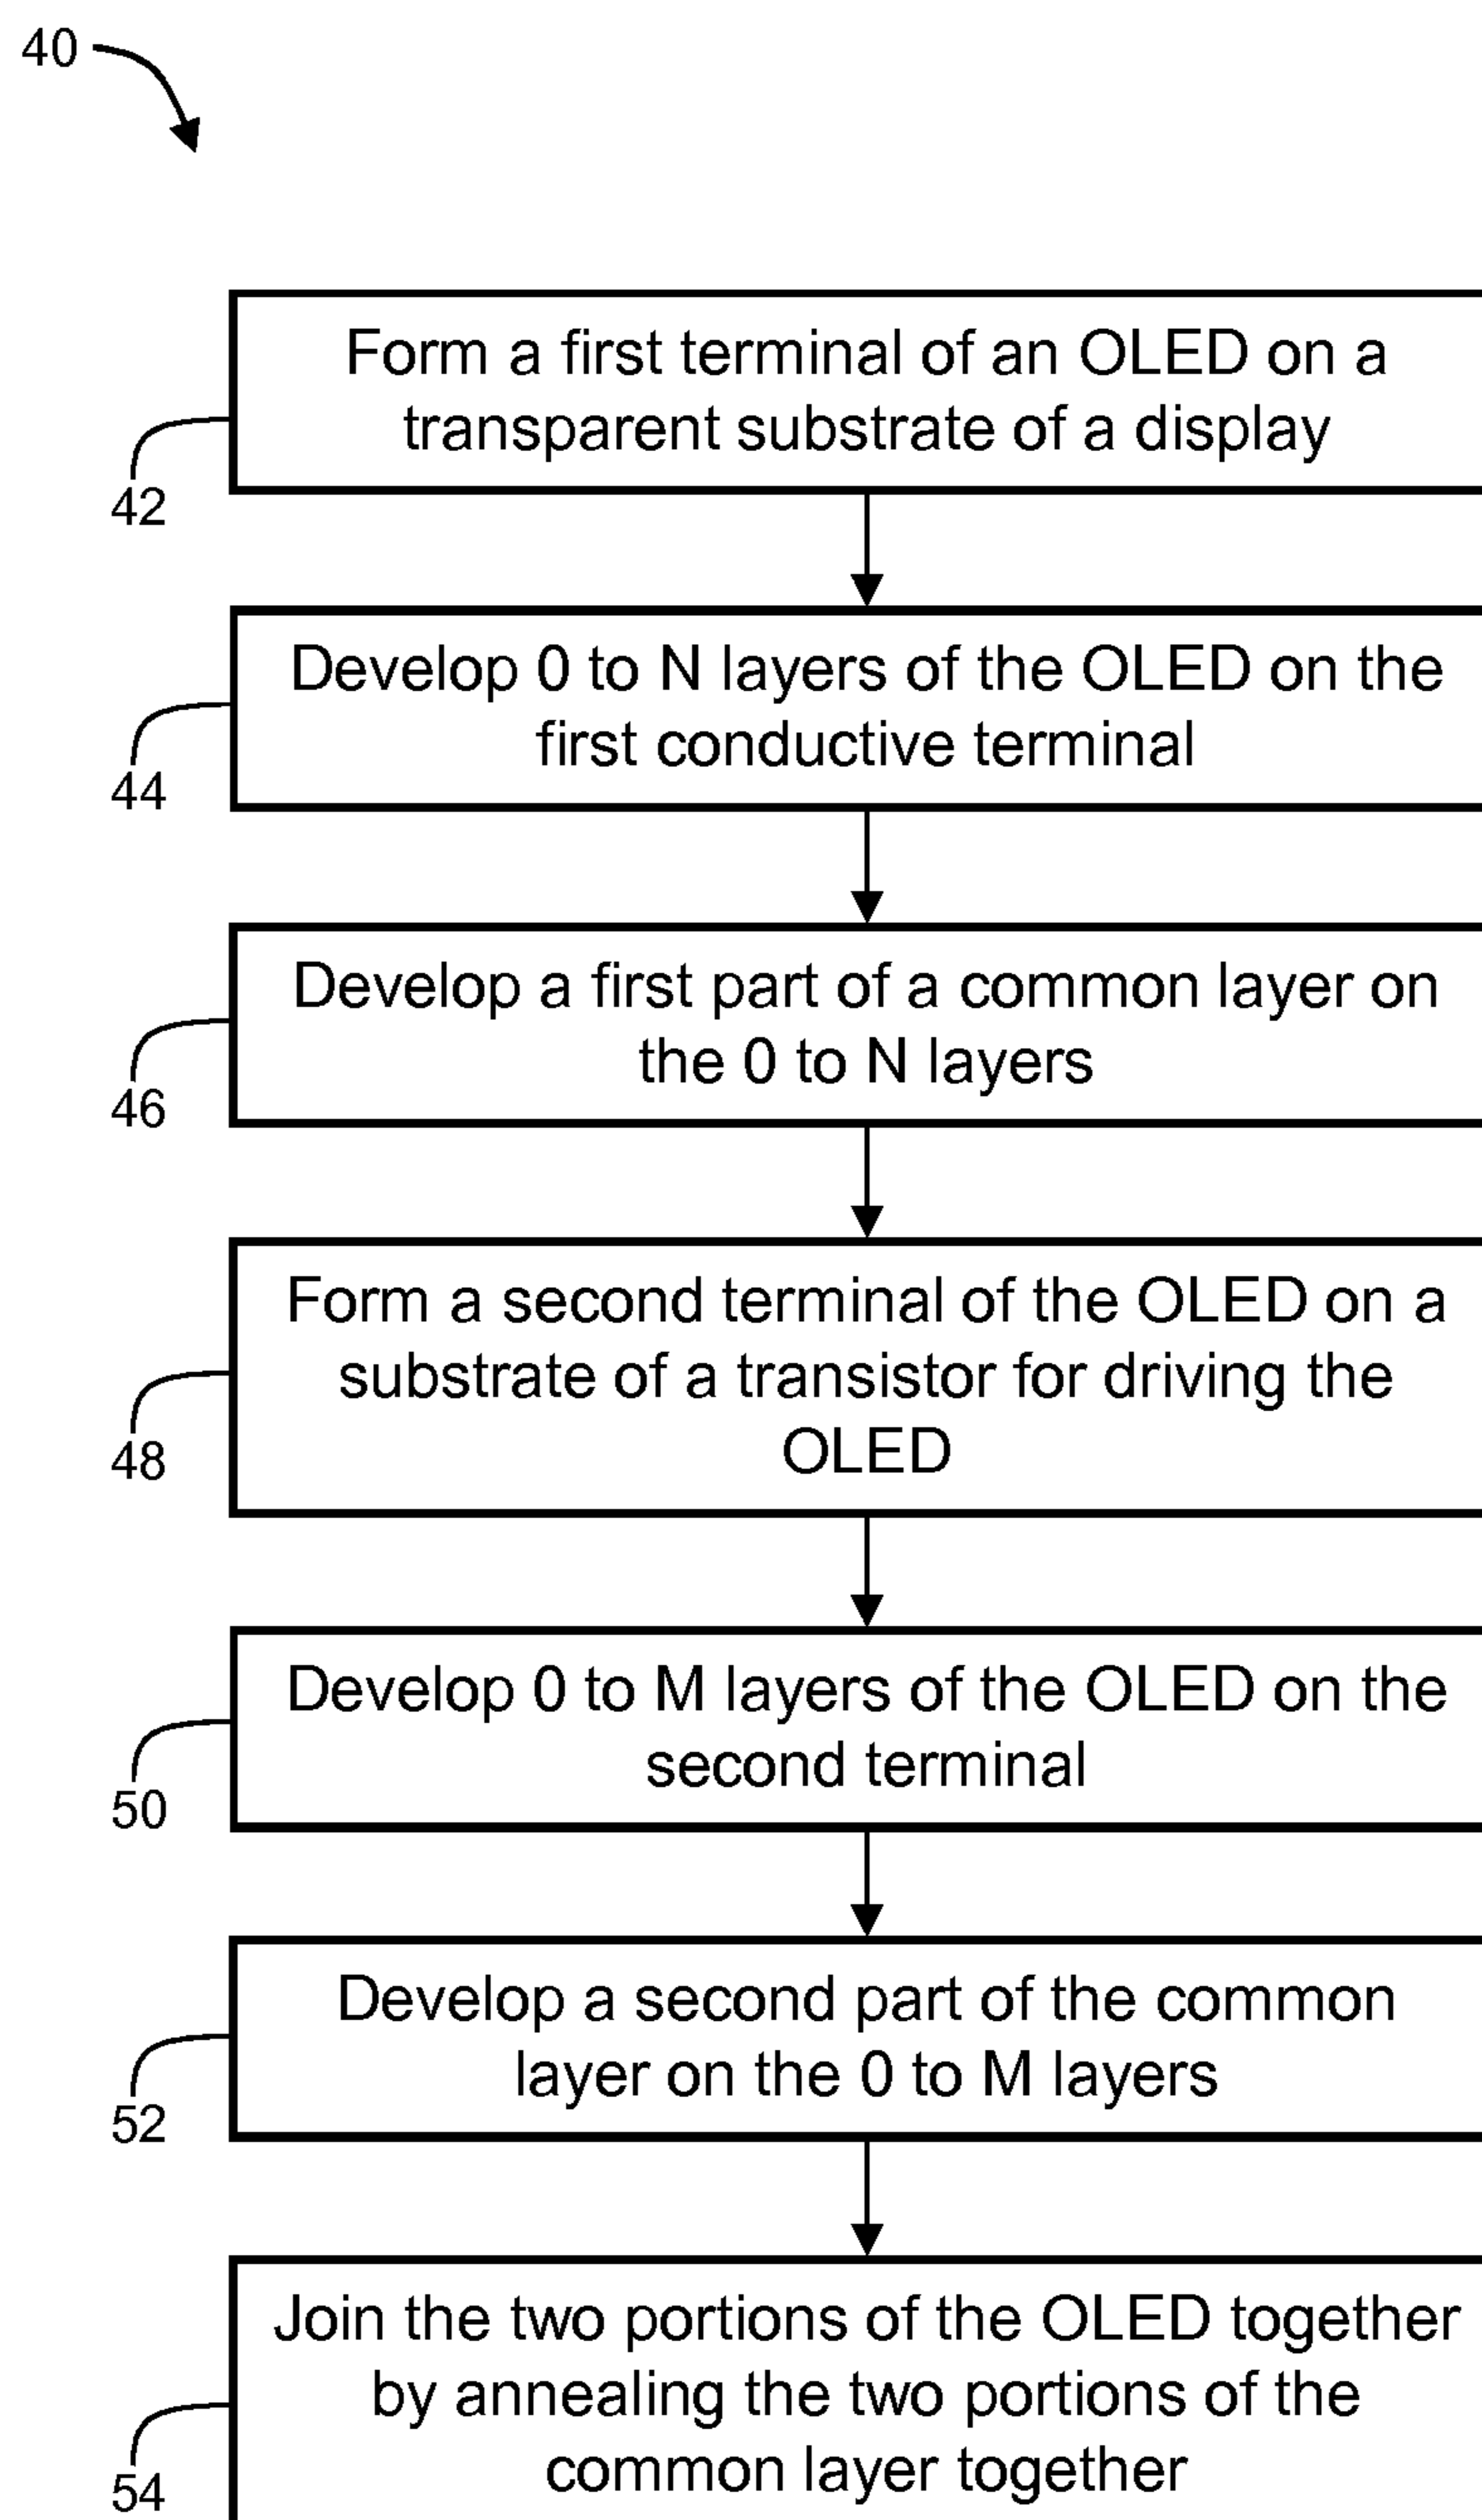 40
Form a first terminal of an OLED on a
transparent substrate of a display
42
Develop 0 to N layers of the OLED on the
first conductive terminal
44
Develop a first part of a common layer on
the 0 to N layers
46
Form a second terminal of the OLED on a
substrate of a transistor for driving the
OLED
48
Develop 0 to M layers of the OLED on the
second terminal
50
Develop a second part of the common
layer on the 0 to M layers
52
Join the two portions of the OLED together
by annealing the two portions of the
common layer together
54